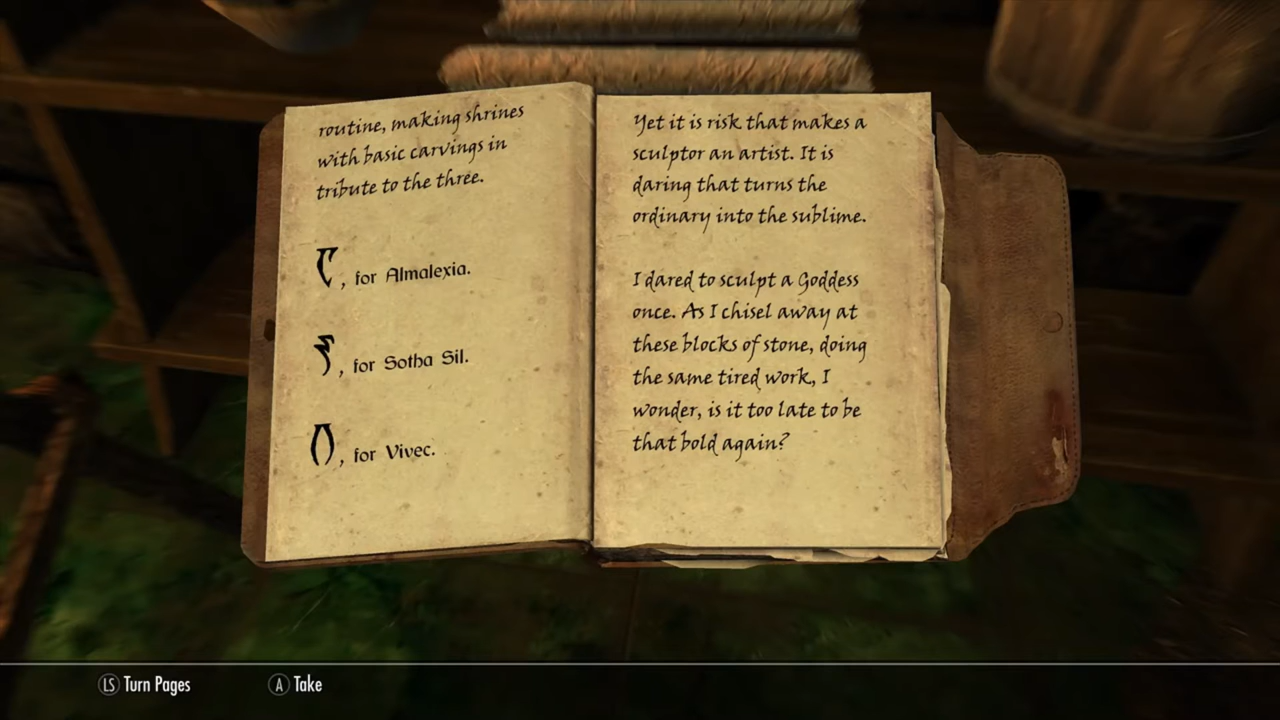 routine, making shrines
with basic carvings in
tribute to the three.
, for Almalexia.
, for Sotha Sil.
, for Vivec.
Yet it is risk that makes a
sculptor an artist. It is
daring that turns the
ordinary into the sublime.
I dared to sculpt a Goddess
once. As I chisel away at
these blocks of stone, doing
the same tired work, I
wonder, is it too late to be
that bold again?
LS Turn Pages
A Take